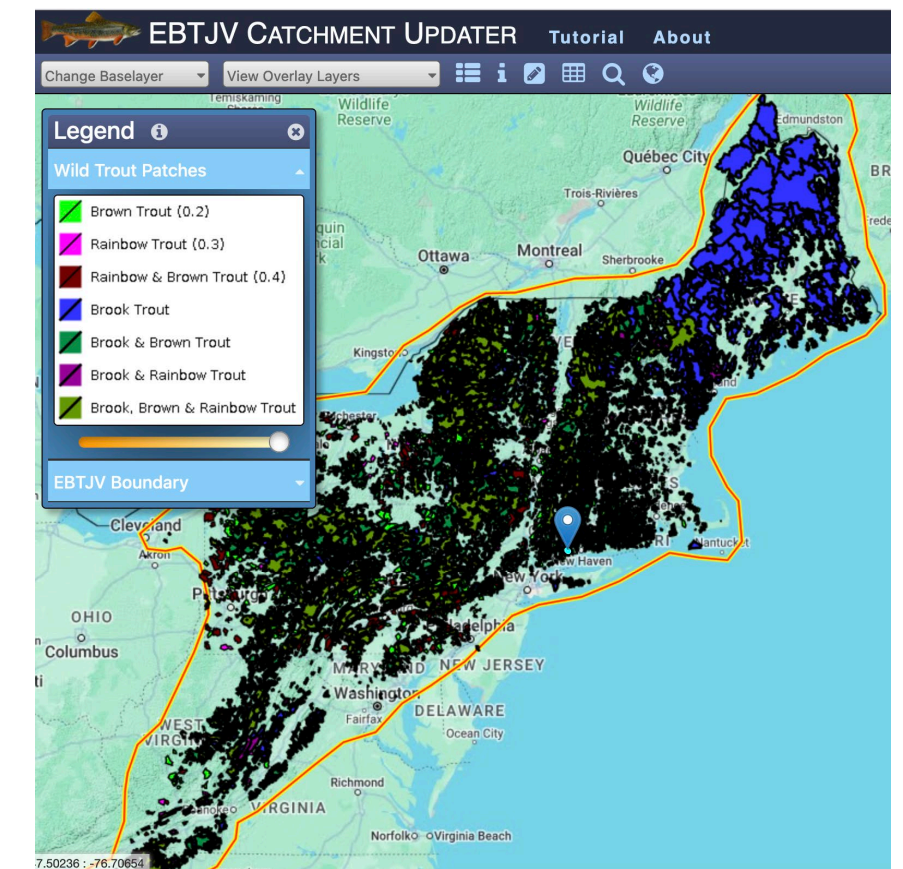 EBTJV CATCHMENT UPDATER Tutorial About
Change Baselayer View Overlay Layers
Legend
Wild Trout Patches
Brown Trout (0.2)
Rainbow Trout (0.3)
Rainbow & Brown Trout (0.4)
Brook Trout
Brook & Brown Trout
Brook & Rainbow Trout
Brook, Brown & Rainbow Trout
EBTJV Boundary
Temiskaming
Wildlife
Reserve
Wildlife
Reserve
Edmundston
Québec City
BR
Trois-Rivières
Ottawa
Montreal
Sherbrooke
Cleveland
Akron
New Haven
Nantucket
New York
OHIO
Columbus
Philadelphia
MARYLAND
NEW JERSEY
Washington
Fairfax
DELAWARE
Ocean City
WEST
VIRGIN
Richmond
VIRGINIA
Norfolk
Virginia Beach
7.50236 : -76.70654